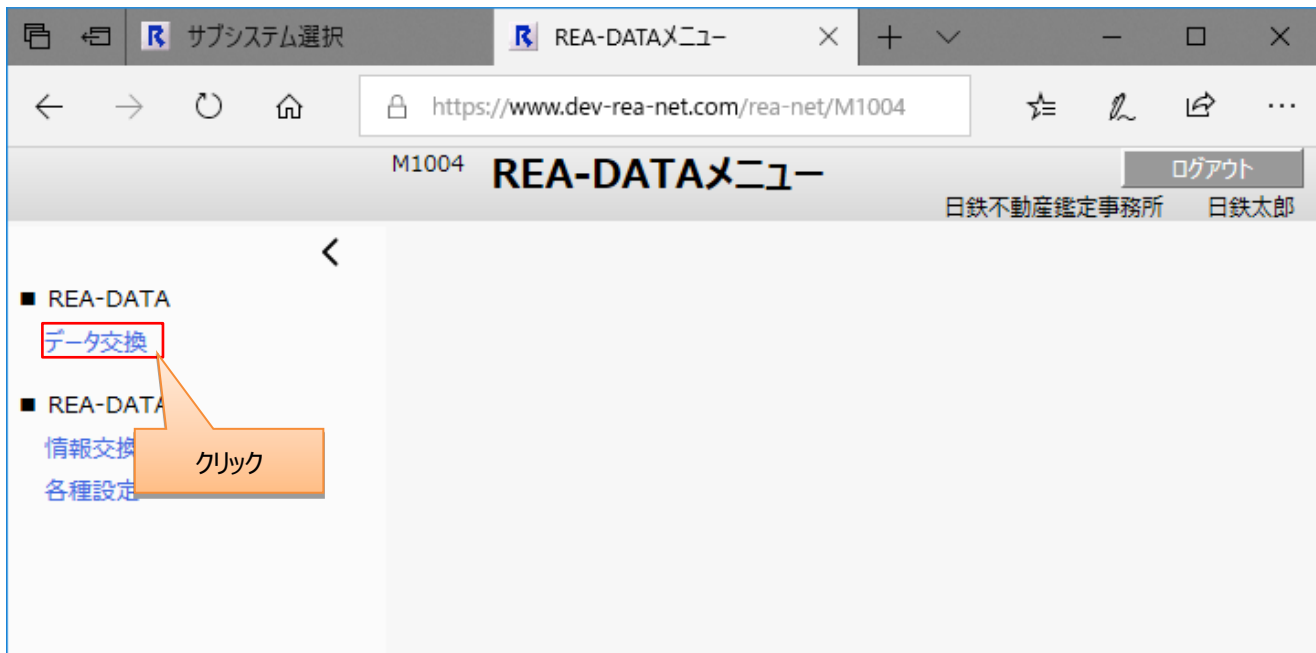 サブシステム選択
REA-DATAメニュー
https://www.dev-rea-net.com/rea-net/M1004
M1004 REA-DATAメニュー ログアウト
日鉄不動産鑑定事務所 日鉄太郎
■ REA-DATA
データ交換
■ REA-DATA
情報交換
各種設定
クリック